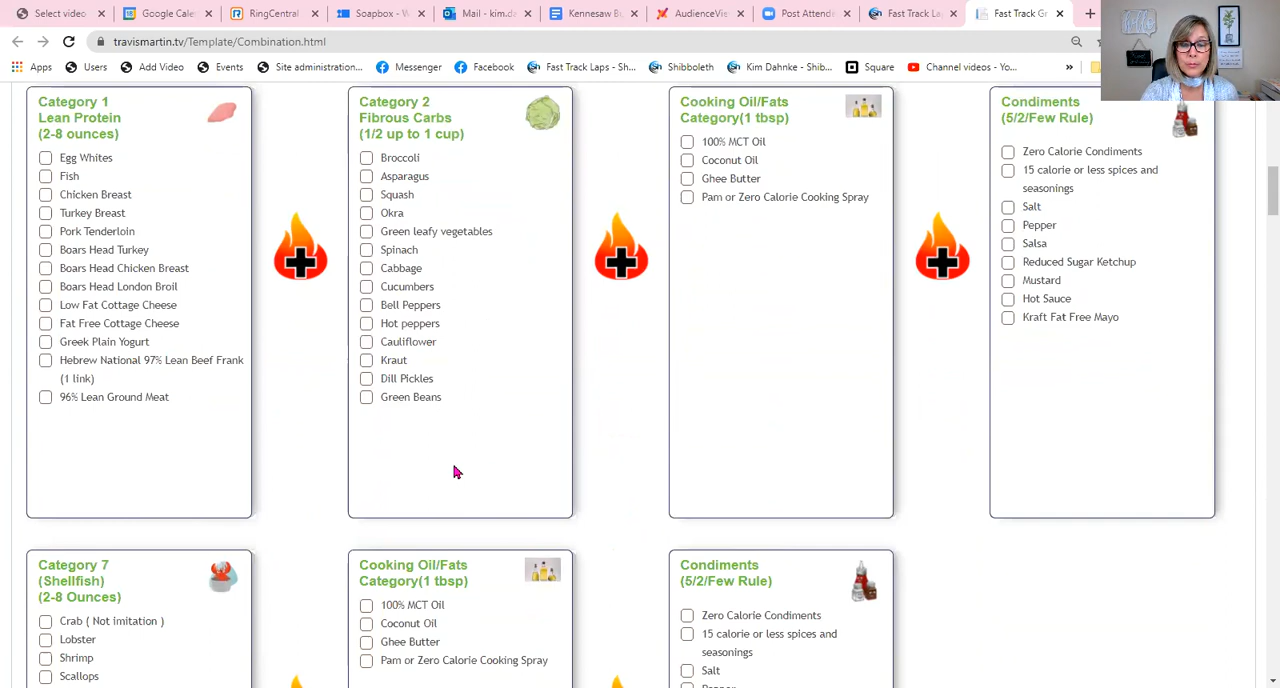 Select video
Google Cale
RingCentral
Soapbox - W
Mail - kim.da
Kennesaw Bu
AudienceVie
Post Attende
Fast Track La
Fast Track Gr
travismartin.tv/Template/Combination.html
Apps
Users
Add Video
Events
Site administration...
Messenger
Fast Track Laps - Sh...
Shibboleth
Kim Dahnke - Shib...
Square
Channel videos - Yo...
»
Category 1
Lean Protein
(2-8 ounces)
Egg Whites
Fish
Chicken Breast
Turkey Breast
Pork Tenderloin
Boars Head Turkey
Boars Head Chicken Breast
Boars Head London Broil
Low Fat Cottage Cheese
Fat Free Cottage Cheese
Greek Plain Yogurt
Hebrew National 97% Lean Beef Frank
(1 link)
96% Lean Ground Meat
Category 2
Fibrous Carbs
(1/2 up to 1 cup)
Broccoli
Asparagus
Squash
Okra
Green leafy vegetables
Spinach
Cabbage
Cucumbers
Bell Peppers
Hot peppers
Cauliflower
Kraut
Dill Pickles
Green Beans
Cooking Oil/Fats
Category(1 tbsp)
100% MCT Oil
Coconut Oil
Ghee Butter
Pam or Zero Calorie Cooking Spray
Condiments
(5/2/Few Rule)
Zero Calorie Condiments
15 calorie or less spices and
seasonings
Salt
Pepper
Salsa
Reduced Sugar Ketchup
Mustard
Hot Sauce
Kraft Fat Free Mayo
Category 7
(Shellfish)
(2-8 Ounces)
Crab ( Not imitation )
Lobster
Shrimp
Scallops
Cooking Oil/Fats
Category(1 tbsp)
100% MCT Oil
Coconut Oil
Ghee Butter
Pam or Zero Calorie Cooking Spray
Condiments
(5/2/Few Rule)
Zero Calorie Condiments
15 calorie or less spices and
seasonings
Salt